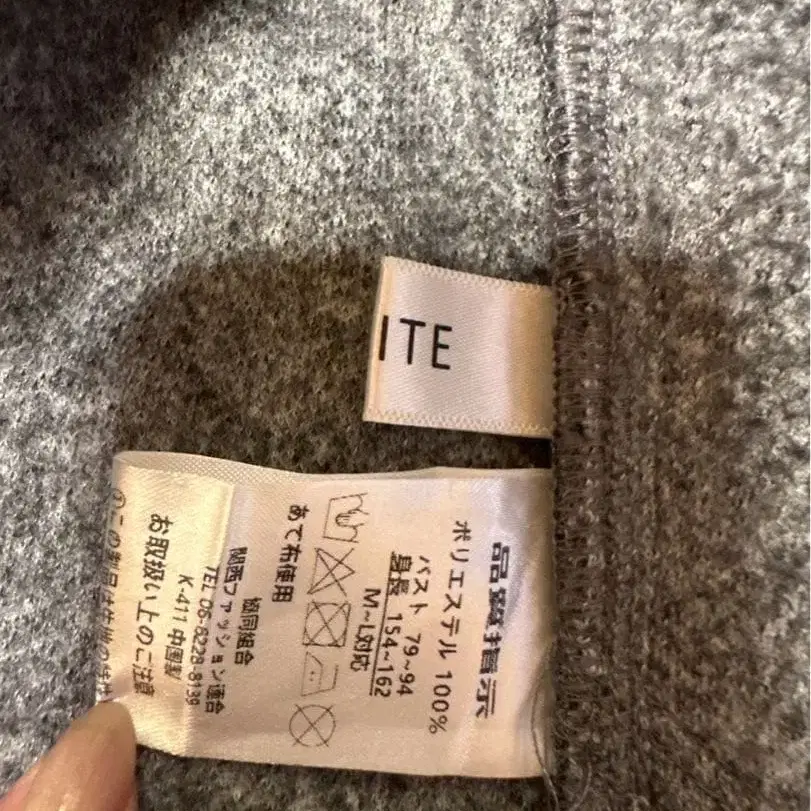 ITE
品質指示
ポリエステル 100%
バスト 79~94
身長 154~162
M~L対応
あて布使用
協同組合
関西ファッション連合
TEL 06-6228-8139
K-411 中国製
お取扱い上のご注意